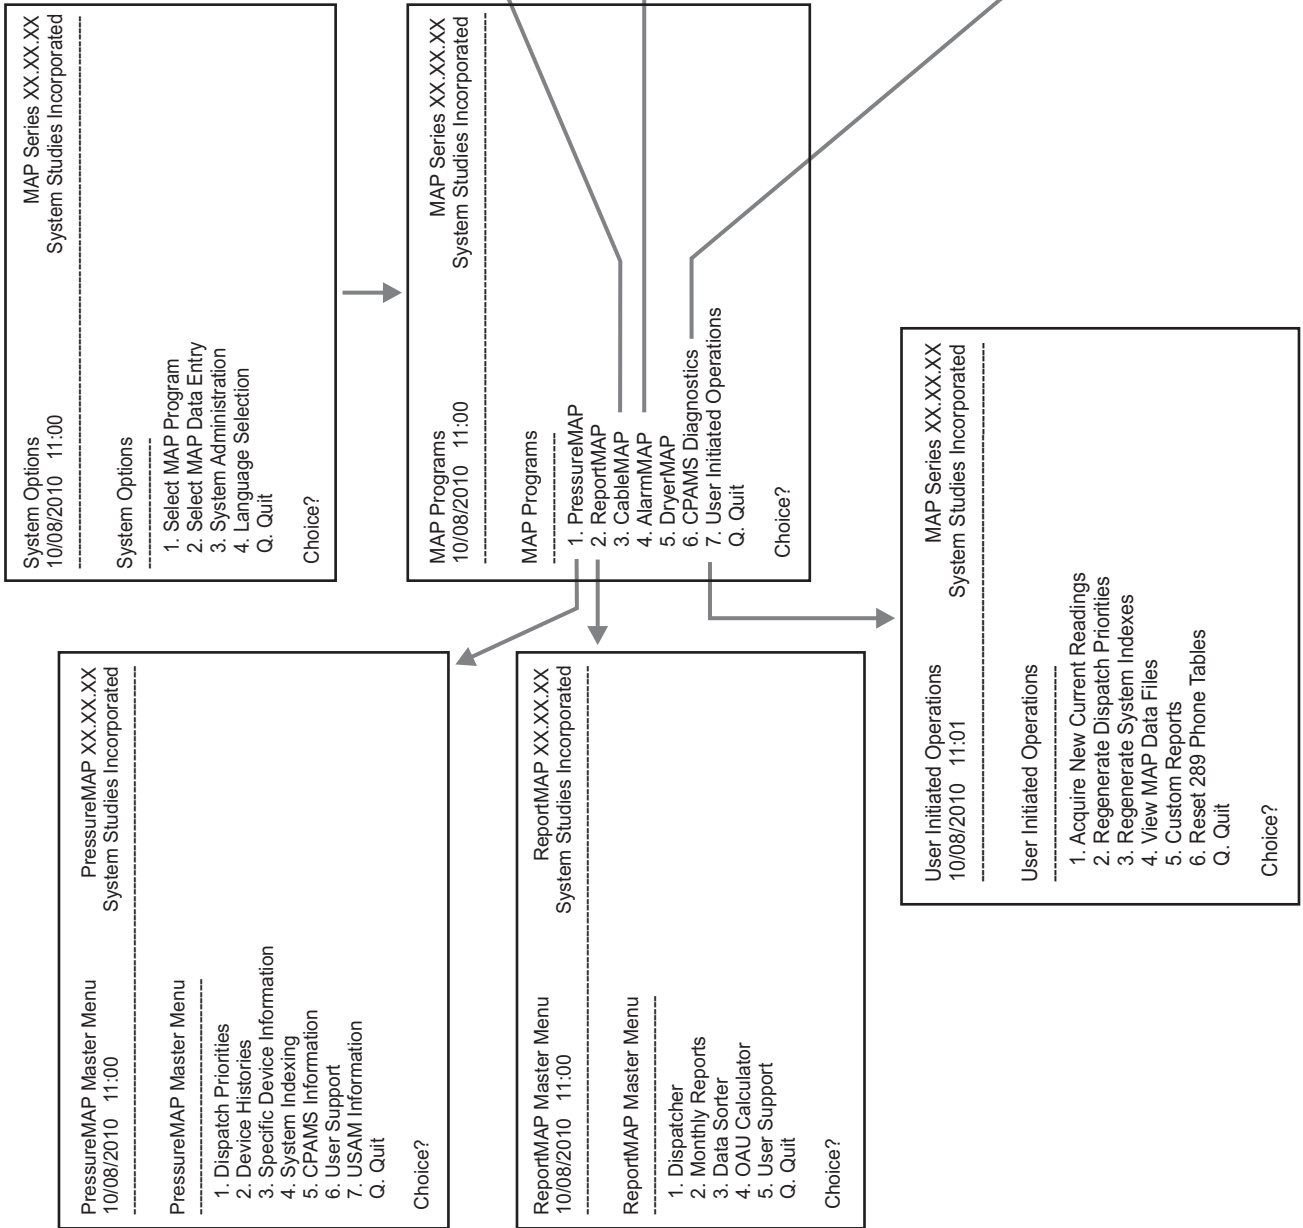 System Options MAP Series XX.XX.XX
10/08/2010 11:00 System Studies Incorporated
System Options
1. Select MAP Program
2. Select MAP Data Entry
3. System Administration
4. Language Selection
Q. Quit
Choice?
MAP Programs MAP Series XX.XX.XX
10/08/2010 11:00 System Studies Incorporated
MAP Programs
1. PressureMAP
2. ReportMAP
3. CableMAP
4. AlarmMAP
5. DryerMAP
6. CPAMS Diagnostics
7. User Initiated Operations
Q. Quit
Choice?
PressureMAP Master Menu PressureMAP XX.XX.XX
10/08/2010 11:00 System Studies Incorporated
PressureMAP Master Menu
1. Dispatch Priorities
2. Device Histories
3. Specific Device Information
4. System Indexing
5. CPAMS Information
6. User Support
7. USAM Information
Q. Quit
Choice?
ReportMAP Master Menu ReportMAP XX.XX.XX
10/08/2010 11:00 System Studies Incorporated
ReportMAP Master Menu
1. Dispatcher
2. Monthly Reports
3. Data Sorter
4. OAU Calculator
5. User Support
Q. Quit
Choice?
User Initiated Operations MAP Series XX.XX.XX
10/08/2010 11:01 System Studies Incorporated
User Initiated Operations
1. Acquire New Current Readings
2. Regenerate Dispatch Priorities
3. Regenerate System Indexes
4. View MAP Data Files
5. Custom Reports
6. Reset 289 Phone Tables
Q. Quit
Choice?